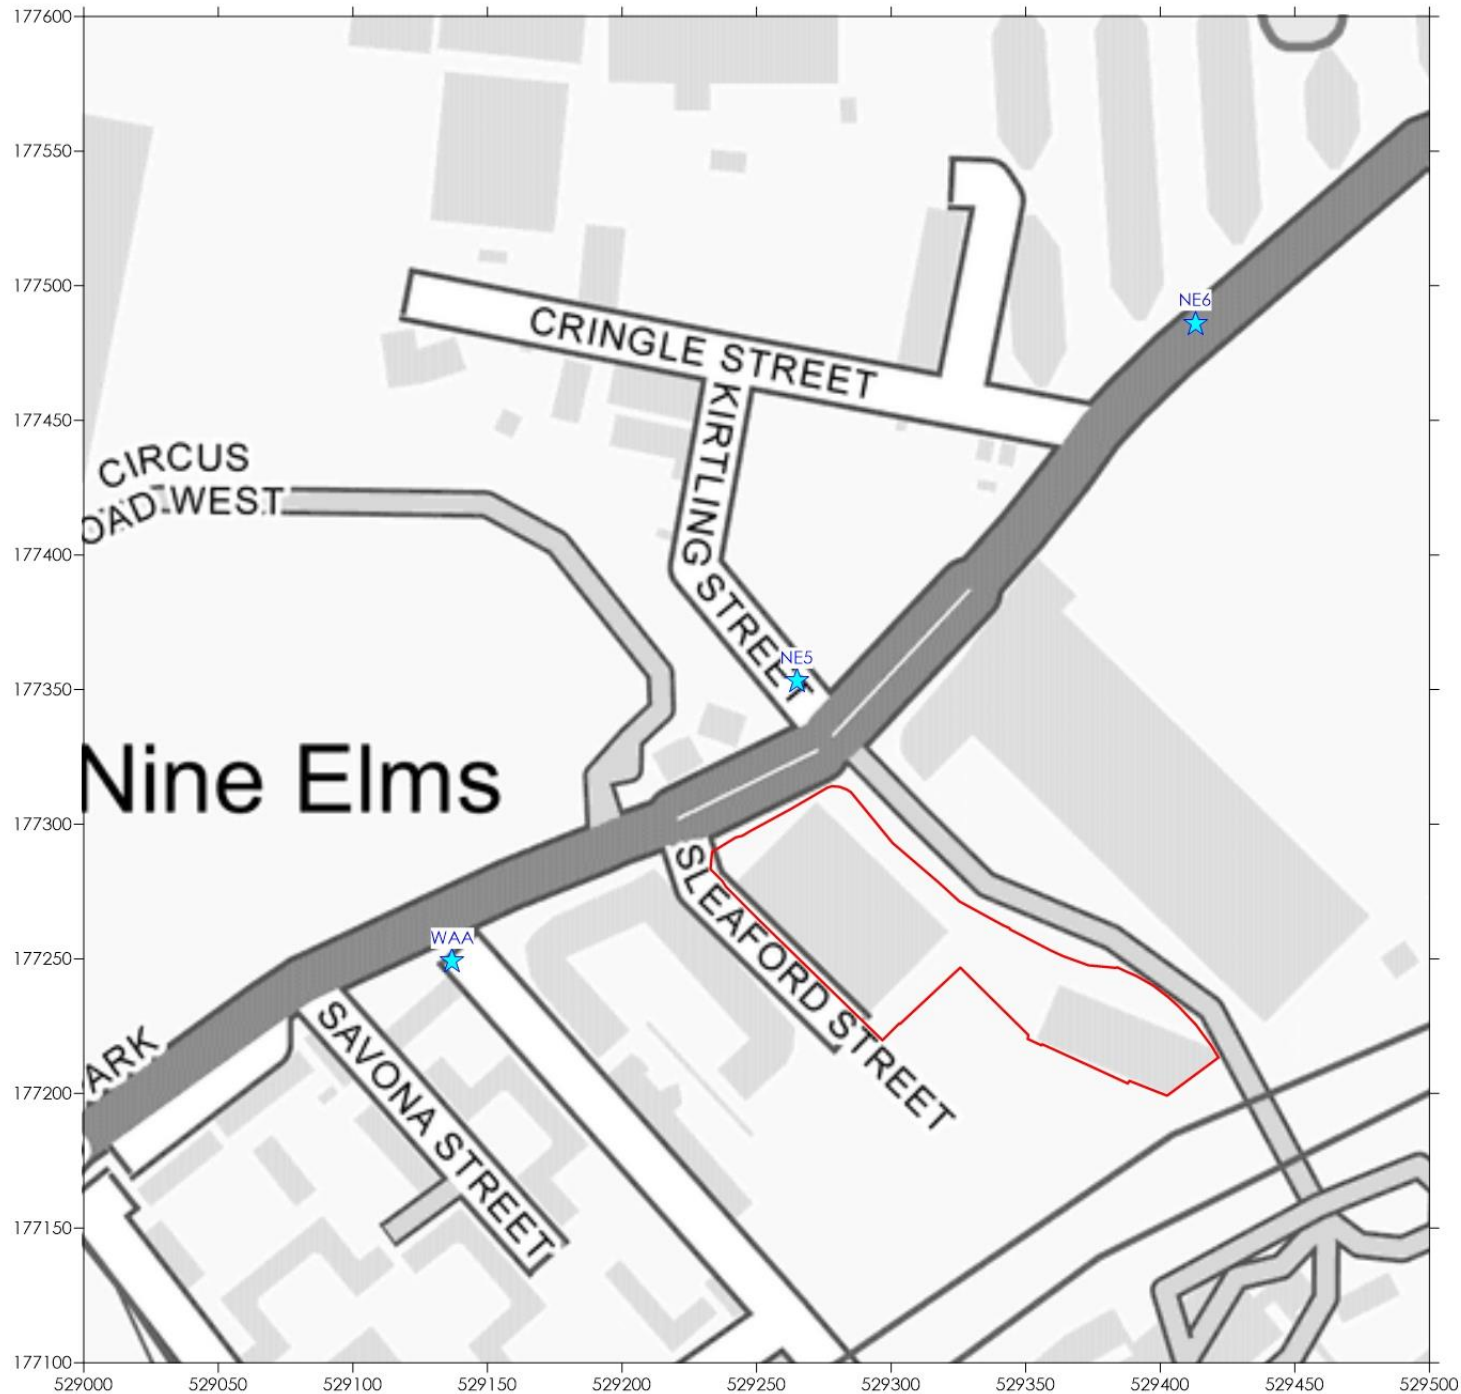 177600
177550
177500
177450
177400
177350
177300
177250
177200
177150
177100
NE6
CRINGLE STREET
KIRTLING STREET
CIRCUS
OAD WEST
NE5
Nine Elms
SLEAFORD STREET
WAA
SAVONA STREET
ARK
529000 529050 529100 529150 529200 529250 529300 529350 529400 529450 529500